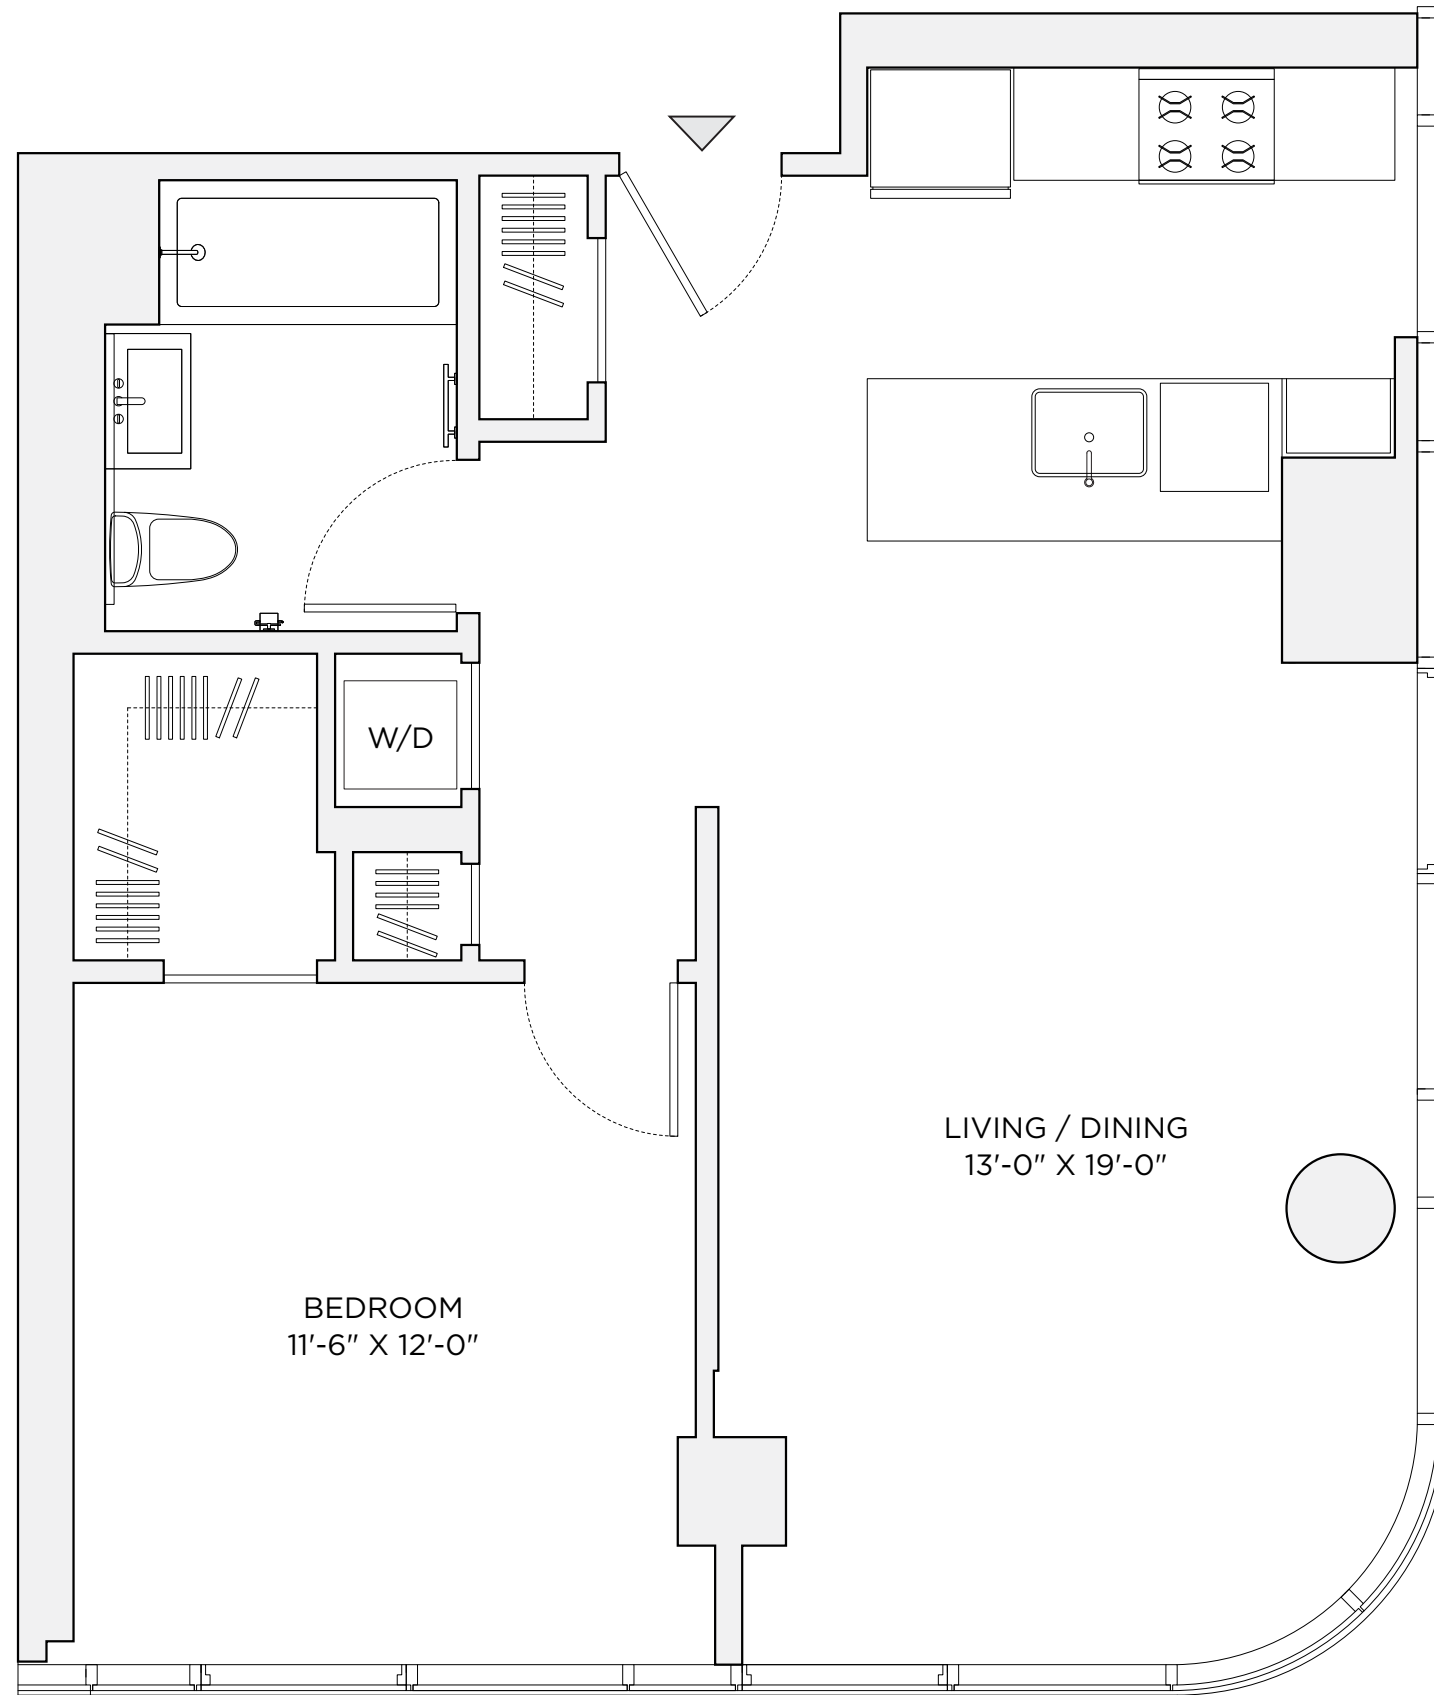 W/D
LIVING / DINING
13'-0" X 19'-0"
BEDROOM
11'-6" X 12'-0"